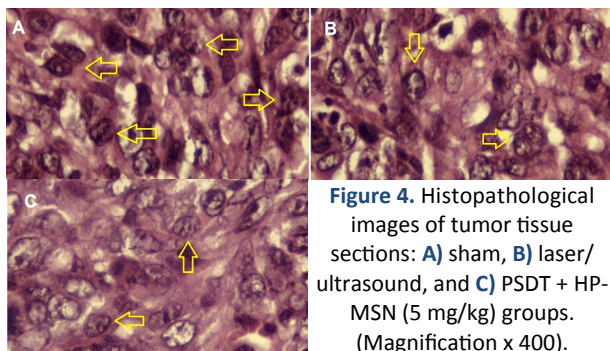 A
B
C
Figure 4. Histopathological
images of tumor tissue
sections: A) sham, B) laser/
ultrasound, and C) PSDT + HP-
MSN (5 mg/kg) groups.
(Magnification x 400).